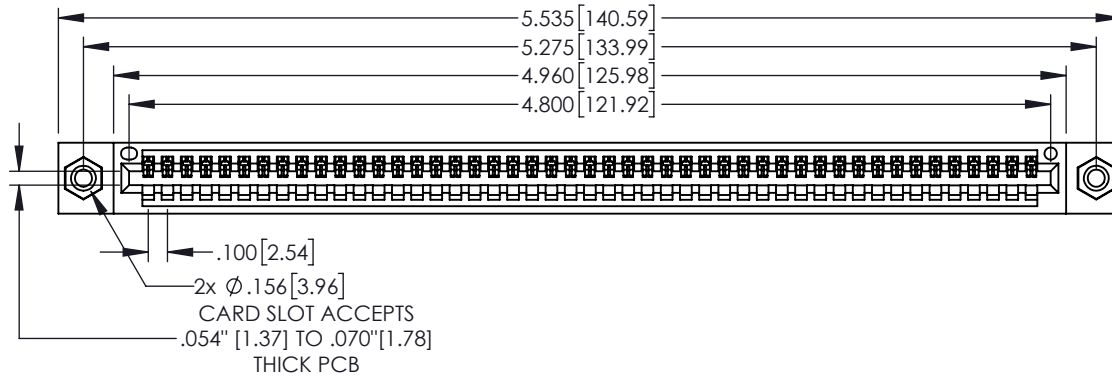 5.535[140.59]
5.275[133.99]
4.960[125.98]
4.800[121.92]
.100[2.54]
2x Ø.156[3.96]
CARD SLOT ACCEPTS
.054" [1.37] TO .070"[1.78]
THICK PCB